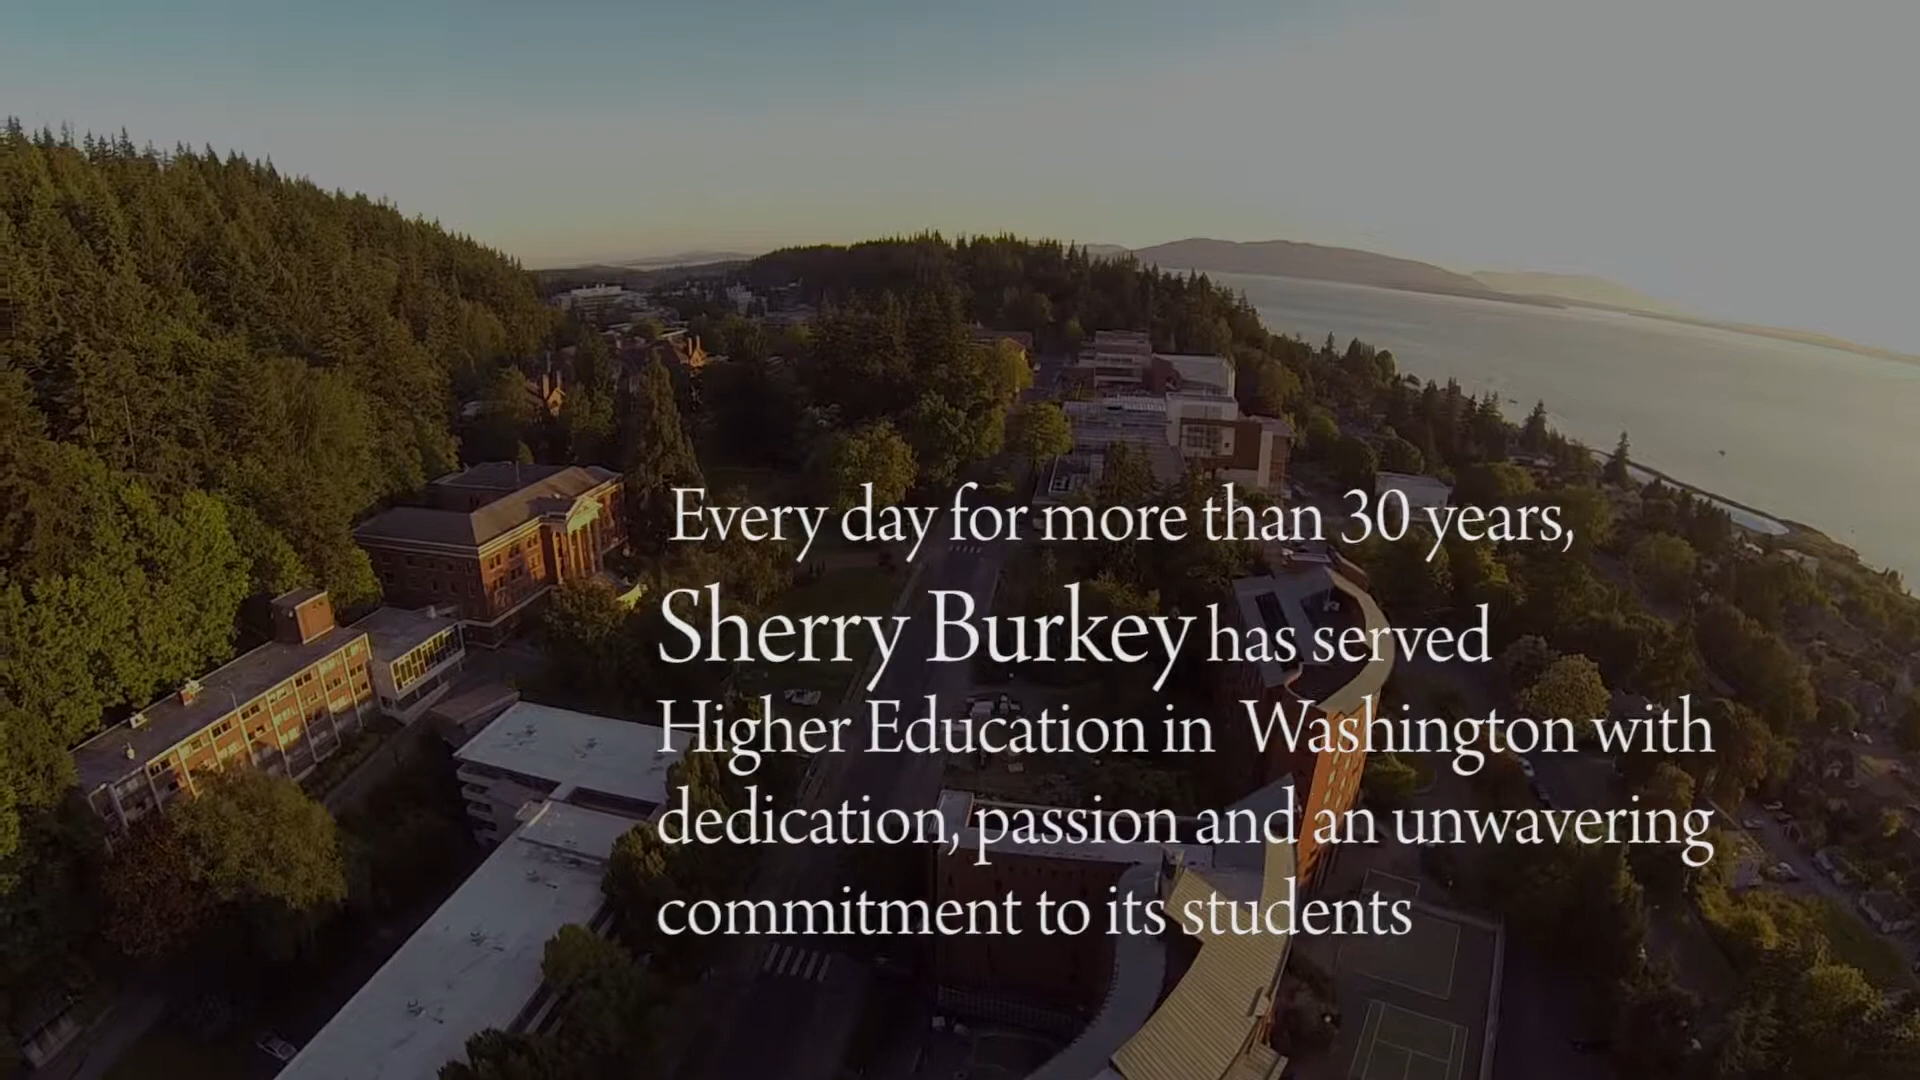 Every day for more than 30 years,
Sherry Burkey has served
Higher Education in Washington with
dedication, passion and an unwavering
commitment to its students